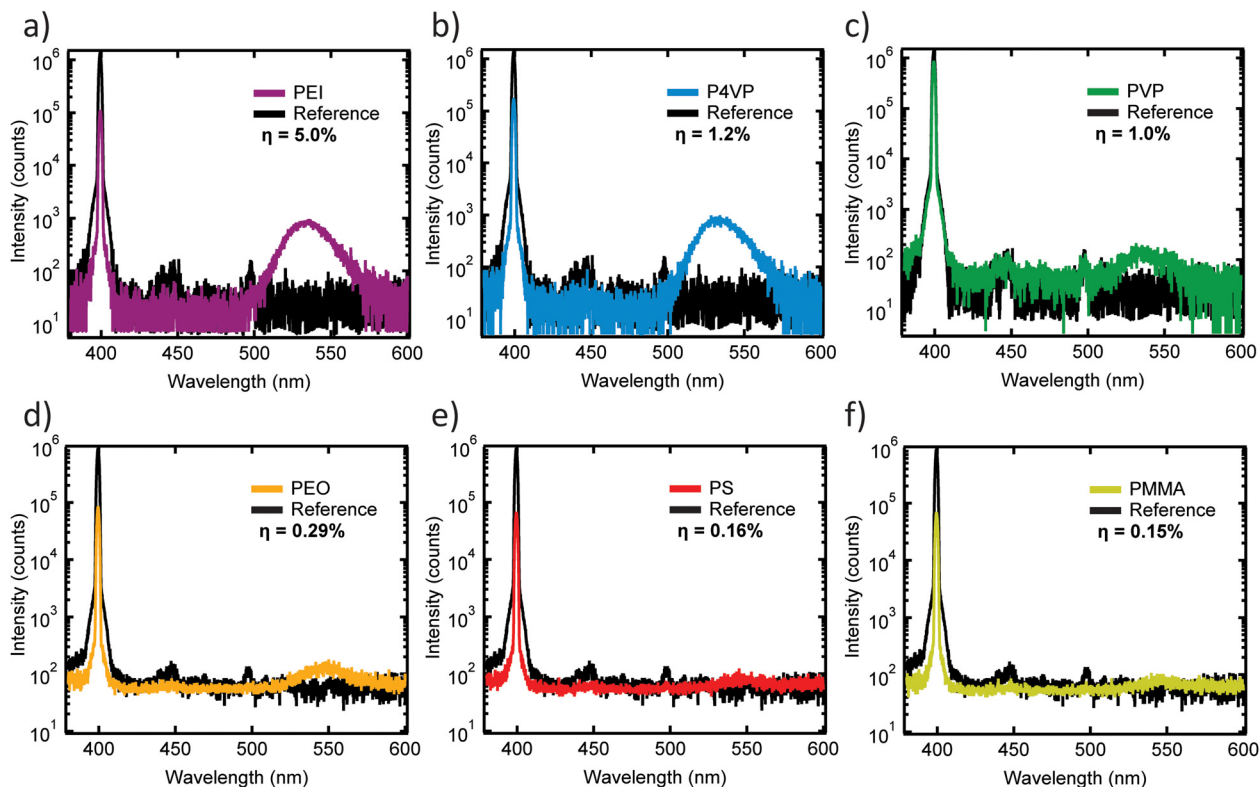 a)
10^6
10^5
10^4
10^3
10^2
10^1
Intensity (counts)
PEI
Reference
η = 5.0%
400 450 500 550 600
Wavelength (nm)
b)
10^6
10^5
10^4
10^3
10^2
10^1
Intensity (counts)
P4VP
Reference
η = 1.2%
400 450 500 550 600
Wavelength (nm)
c)
10^6
10^5
10^4
10^3
10^2
10^1
Intensity (counts)
PVP
Reference
η = 1.0%
400 450 500 550 600
Wavelength (nm)
d)
10^6
10^5
10^4
10^3
10^2
10^1
Intensity (counts)
PEO
Reference
η = 0.29%
400 450 500 550 600
Wavelength (nm)
e)
10^6
10^5
10^4
10^3
10^2
10^1
Intensity (counts)
PS
Reference
η = 0.16%
400 450 500 550 600
Wavelength (nm)
f)
10^6
10^5
10^4
10^3
10^2
10^1
Intensity (counts)
PMMA
Reference
η = 0.15%
400 450 500 550 600
Wavelength (nm)